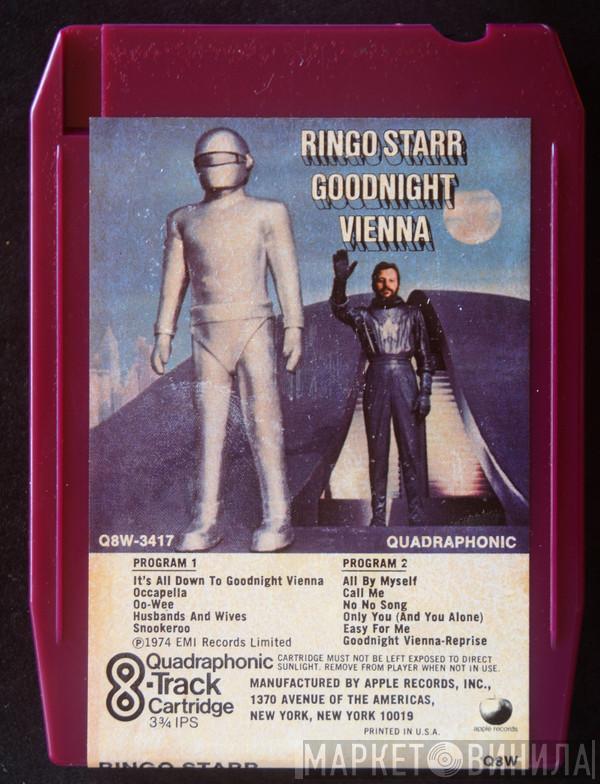 RINGO STARR
GOODNIGHT
VIENNA
Q8W-3417 QUADRAPHONIC
PROGRAM 1
It's All Down To Goodnight Vienna
Occapella
Oo-Wee
Husbands And Wives
Snookeroo
℗1974 EMI Records Limited
PROGRAM 2
All By Myself
Call Me
No No Song
Only You (And You Alone)
Easy For Me
Goodnight Vienna-Reprise
8 Quadraphonic
-Track
Cartridge
3¾ IPS
CARTRIDGE MUST NOT BE LEFT EXPOSED TO DIRECT
SUNLIGHT. REMOVE FROM PLAYER WHEN NOT IN USE.
MANUFACTURED BY APPLE RECORDS, INC.,
1370 AVENUE OF THE AMERICAS,
NEW YORK, NEW YORK 10019
PRINTED IN U.S.A.
apple records
RINGO STARR Q8W
МАРКЕТ ВИНИЛА